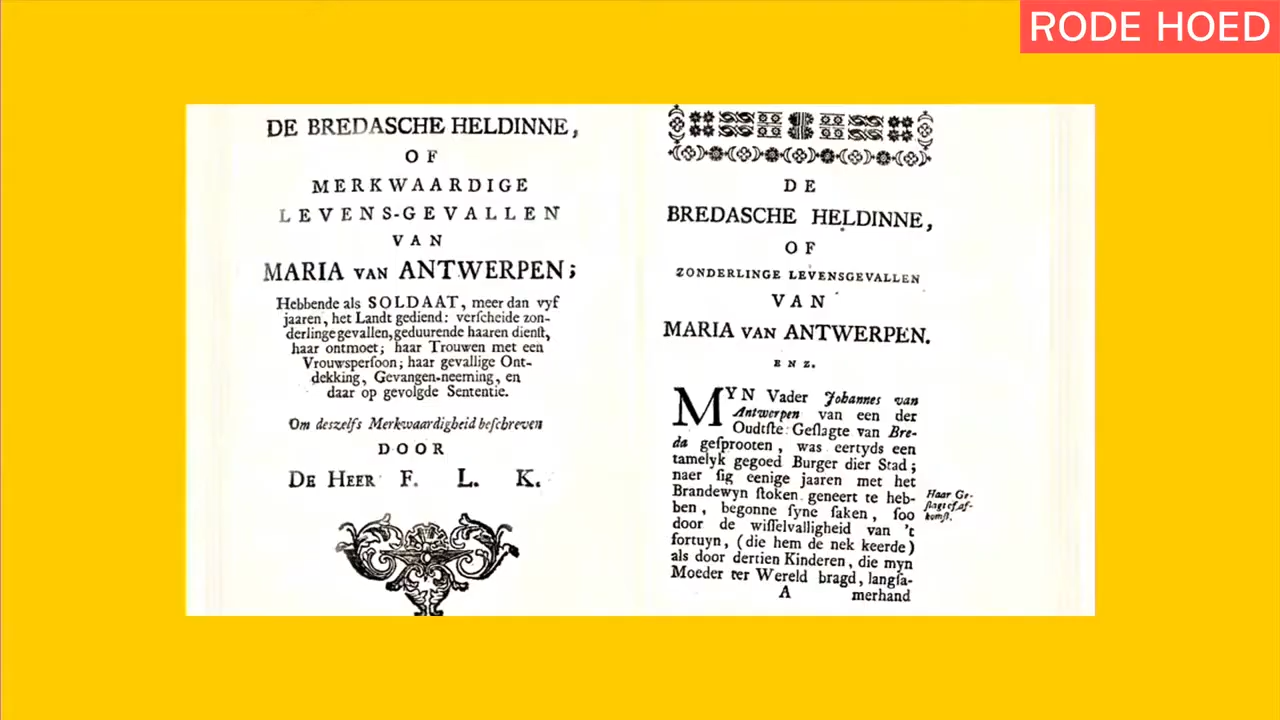 RODE HOED
DE BREDASCHE HELDINNE,
OF
MERKWAARDIGE
LEVENS-GEVALLEN
VAN
MARIA VAN ANTWERPEN;
Hebbende als SOLDAAT, meer dan vyf
jaaren, het Landt gediend: verſcheide zon-
derlinge gevallen, geduurende haaren dienſt,
haar ontmoet; haar Trouwen met een
Vrouwsperſoon; haar gevallige Ont-
dekking, Gevangen-neeming, en
daar op gevolgde Sententie.
Om deszelfs Merkwaardigheid beſchreven
DOOR
DE HEER F. L. K.
DE
BREDASCHE HELDINNE,
OF
ZONDERLINGE LEVENSGEVALLEN
VAN
MARIA VAN ANTWERPEN.
ENZ.
MYN Vader Johannes van
Antwerpen van een der
Oudtſte Geſlagte van Bre-
da geſprooten, was eertyds een
tamelyk gegoed Burger dier Stad;
naer ſig eenige jaaren met het
Brandewyn ſtoken geneert te heb-
ben, begonne ſyne ſaken, ſoo
door de wiſſelvalligheid van 't
fortuyn, (die hem de nek keerde)
als door dertien Kinderen, die myn
Moeder ter Wereld bragd, langſa-
A merhand
Haar Ge-
ſlagt ef af-
komſt.